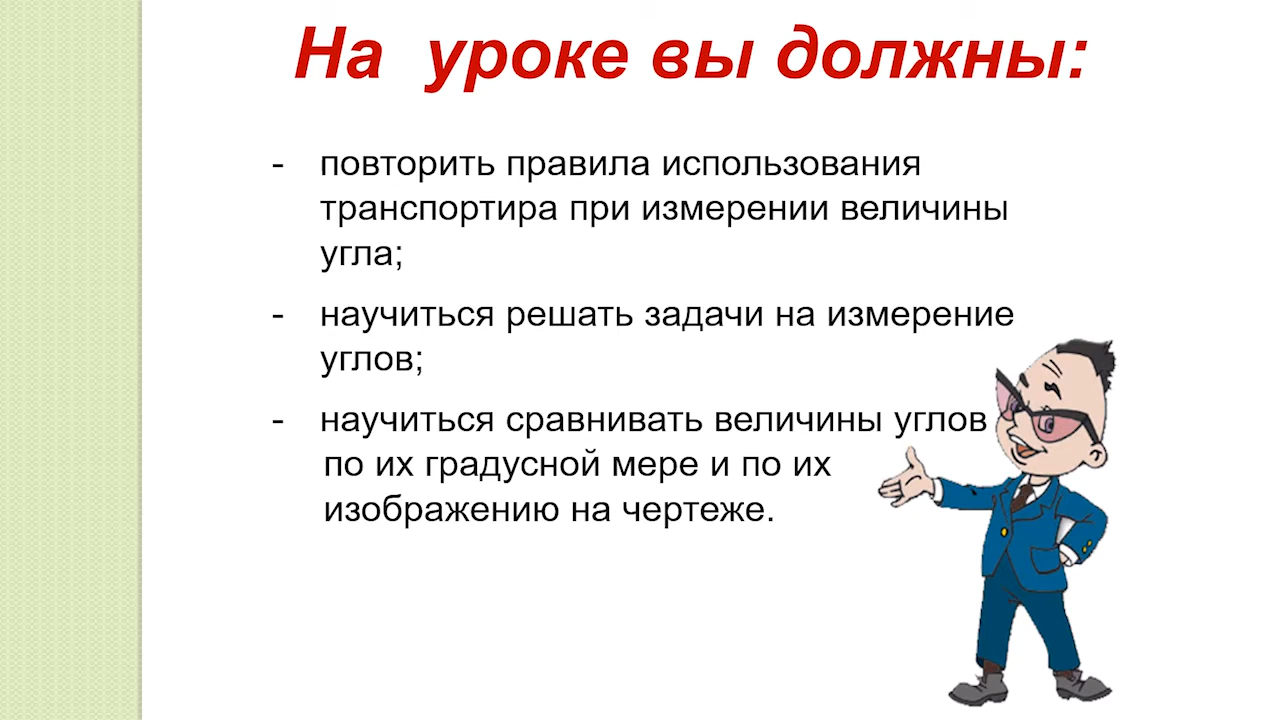 На уроке вы должны:
- повторить правила использования
транспортира при измерении величины
угла;
- научиться решать задачи на измерение
углов;
- научиться сравнивать величины углов
по их градусной мере и по их
изображению на чертеже.